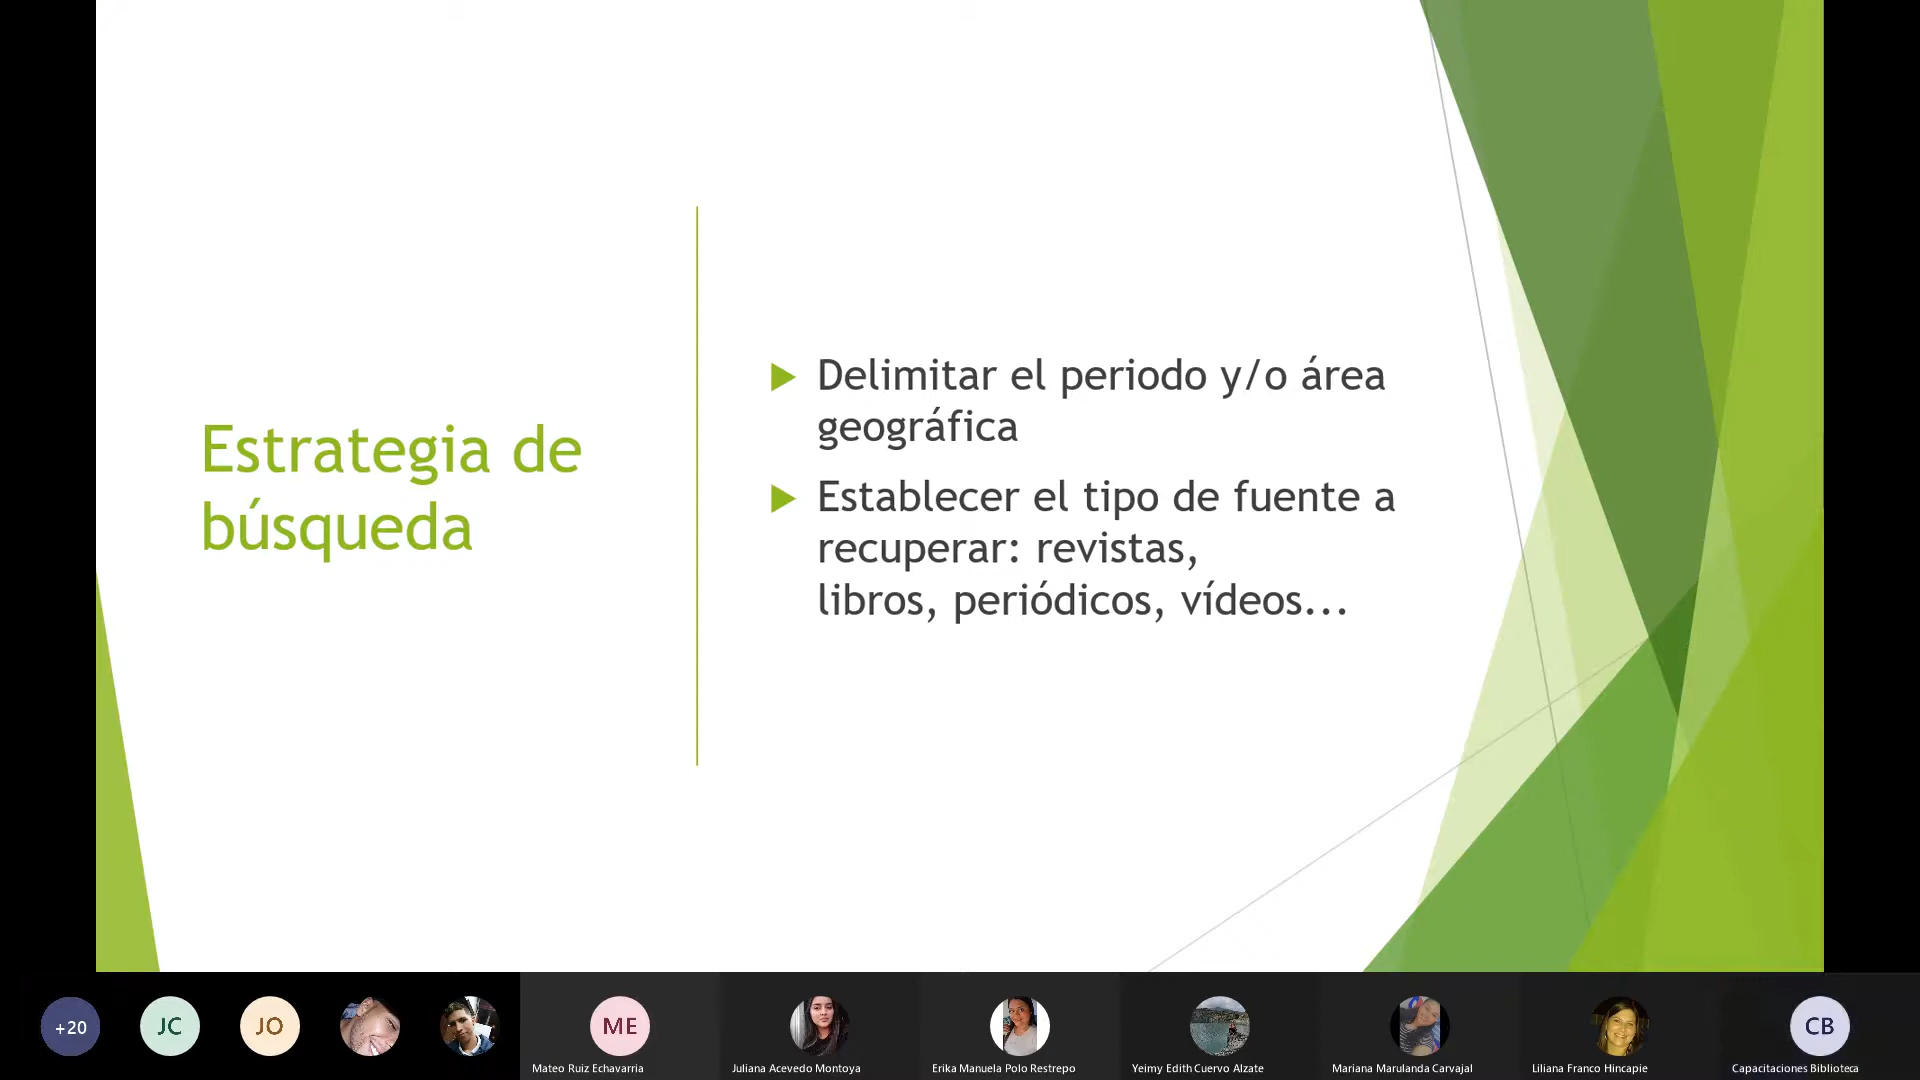 Estrategia de
búsqueda
Delimitar el periodo y/o área
geográfica
Establecer el tipo de fuente a
recuperar: revistas,
libros, periódicos, vídeos...
+20
JC
JO
ME
CB
Mateo Ruiz Echavarria
Juliana Acevedo Montoya
Erika Manuela Polo Restrepo
Yeimy Edith Cuervo Alzate
Mariana Marulanda Carvajal
Liliana Franco Hincapie
Capacitaciones Biblioteca